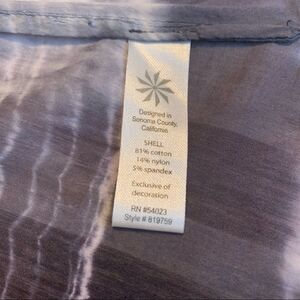 Designed in
Sonoma County,
California
SHELL
81% cotton
14% nylon
5% spandex
Exclusive of
decoration
RN #54023
Style # 819759